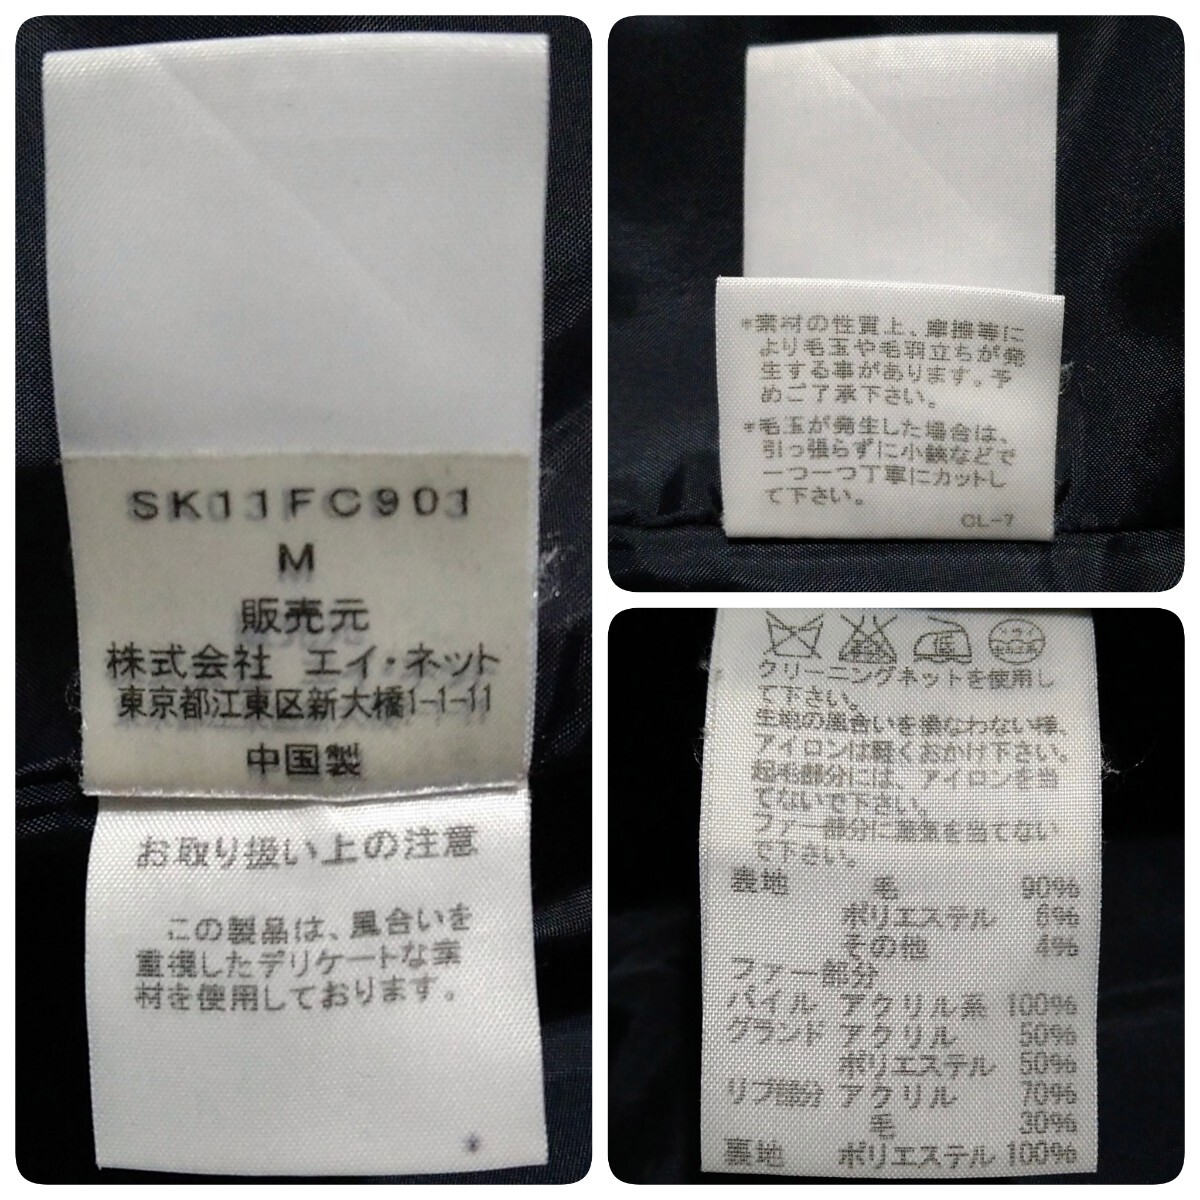 SK11FC901
M
販売元
株式会社 エイ・ネット
東京都江東区新大橋1-1-11
中国製
お取り扱い上の注意
この製品は、風合いを
重視したデリケートな素
材を使用しております。
*
*素材の性質上、摩擦等に
より毛玉や毛羽立ちが発
生する事があります。予
めご了承下さい。
*毛玉が発生した場合は、
引っ張らずに小鋏などで
一つ一つ丁寧にカットし
て下さい。
CL-7
低 ドライ
クリーニングネットを使用し
て下さい。
生地の風合いを損なわない様、
アイロンは軽くおかけ下さい。
起毛部分には、アイロンを当
てないで下さい。
ファー部分に蒸気を当てない
で下さい。
表地 毛 90%
ポリエステル 6%
その他 4%
ファー部分
パイル アクリル系 100%
グランド アクリル 50%
ポリエステル 50%
リブ部分 アクリル 70%
毛 30%
裏地 ポリエステル 100%